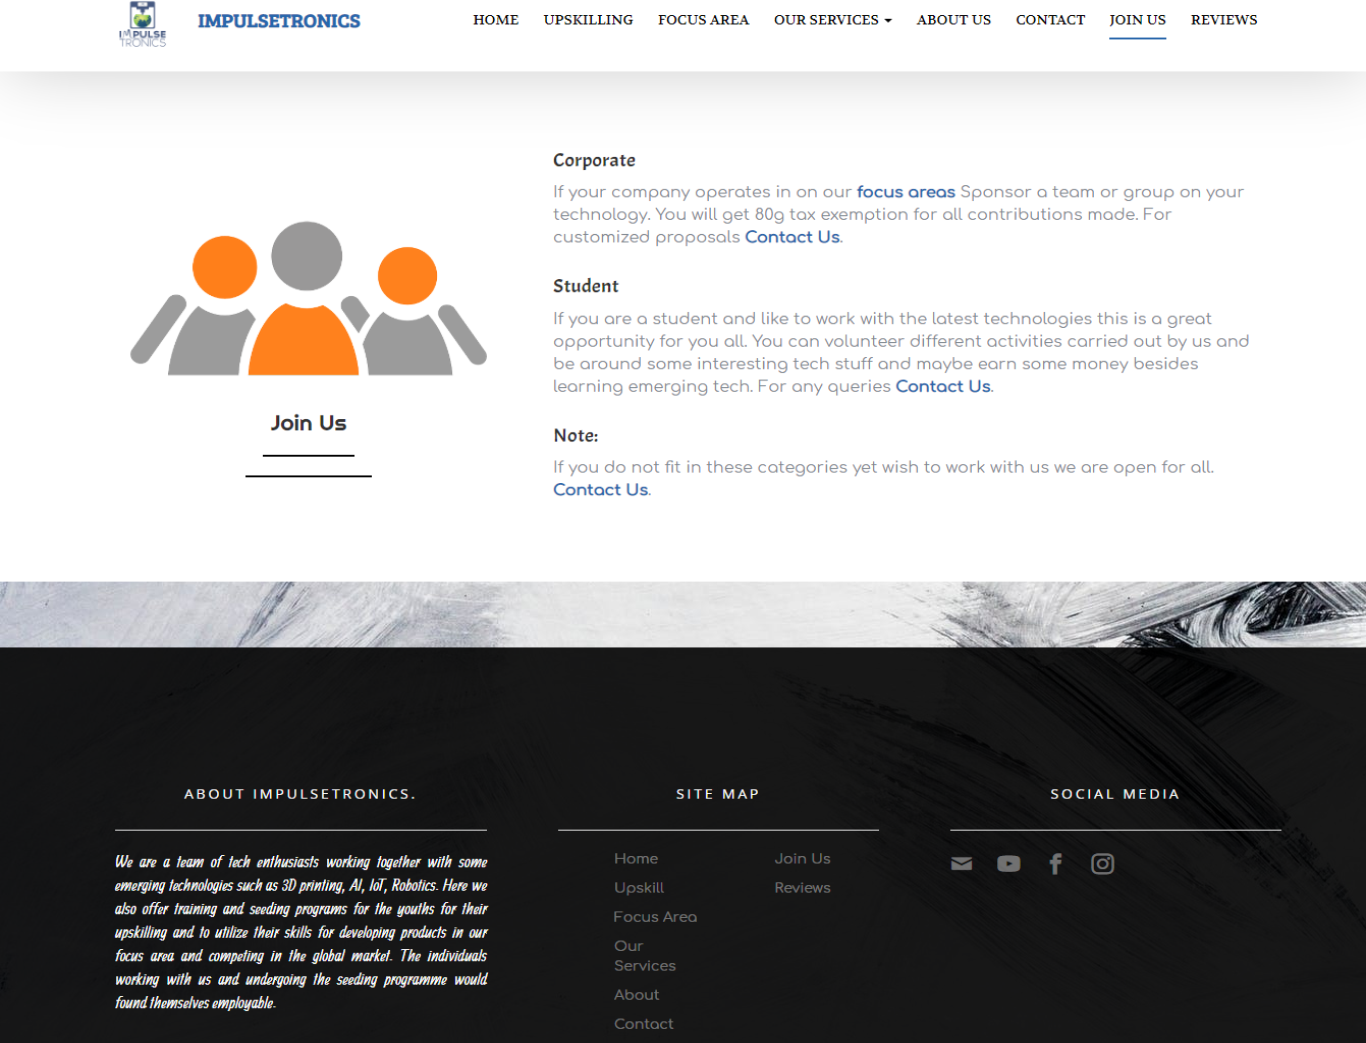 IMPULSE
TRONICS
IMPULSETRONICS
HOME UPSKILLING FOCUS AREA OUR SERVICES ABOUT US CONTACT JOIN US REVIEWS
Join Us
Corporate
If your company operates in on our focus areas Sponsor a team or group on your
technology. You will get 80g tax exemption for all contributions made. For
customized proposals Contact Us.
Student
If you are a student and like to work with the latest technologies this is a great
opportunity for you all. You can volunteer different activities carried out by us and
be around some interesting tech stuff and maybe earn some money besides
learning emerging tech. For any queries Contact Us.
Note:
If you do not fit in these categories yet wish to work with us we are open for all.
Contact Us.
ABOUT IMPULSETRONICS.
We are a team of tech enthusiasts working together with some
emerging technologies such as 3D printing, AI, IoT, Robotics. Here we
also offer training and seeding programs for the youths for their
upskilling and to utilize their skills for developing products in our
focus area and competing in the global market. The individuals
working with us and undergoing the seeding programme would
found themselves employable.
SITE MAP
Home
Upskill
Focus Area
Our
Services
About
Contact
Join Us
Reviews
SOCIAL MEDIA